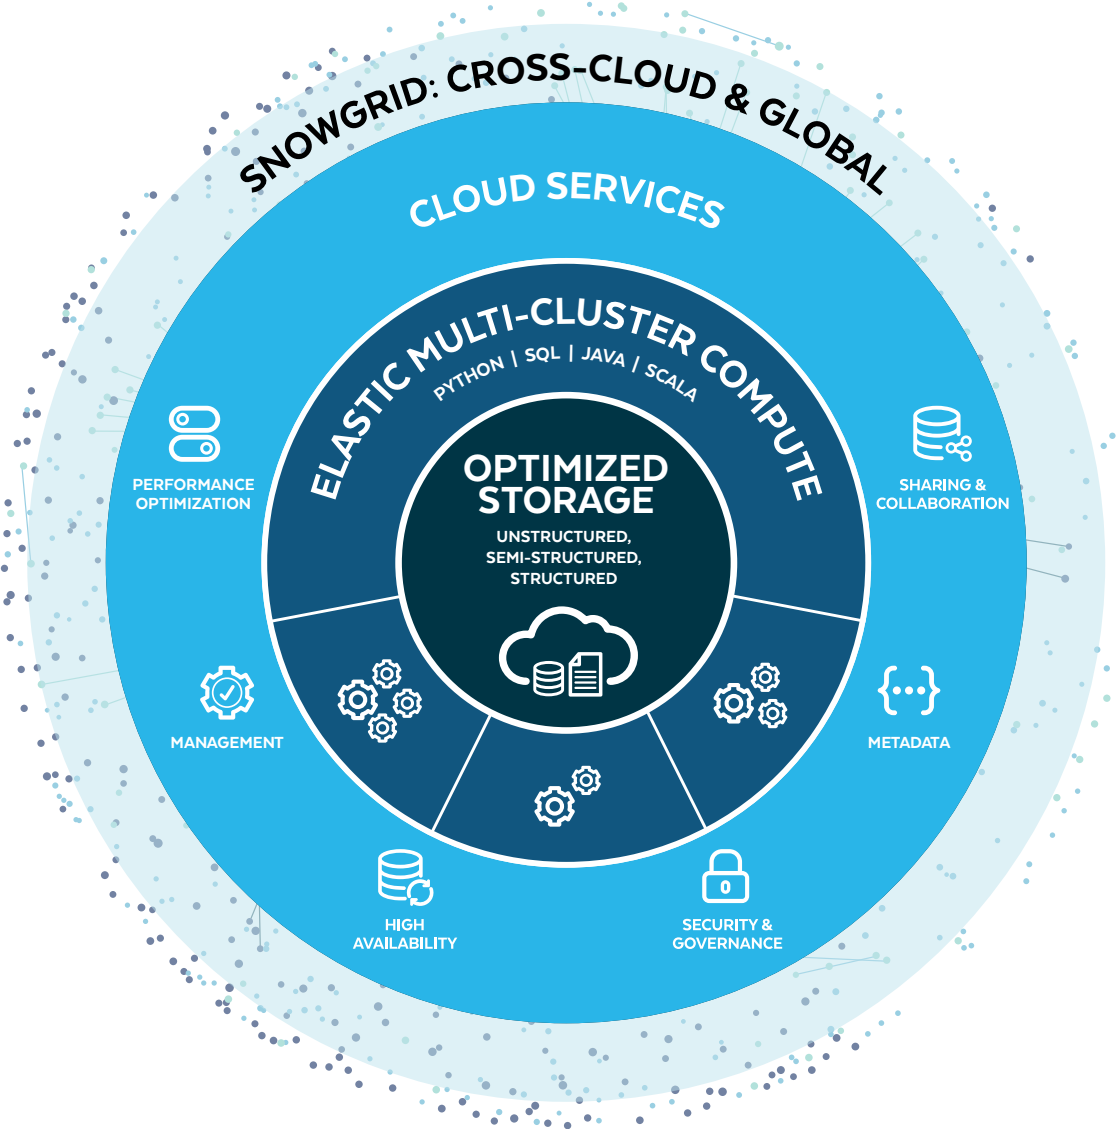 SNOWGRID: CROSS-CLOUD & GLOBAL
CLOUD SERVICES
ELASTIC MULTI-CLUSTER COMPUTE
PYTHON | SQL | JAVA | SCALA
OPTIMIZED
STORAGE
UNSTRUCTURED,
SEMI-STRUCTURED,
STRUCTURED
PERFORMANCE
OPTIMIZATION
SHARING &
COLLABORATION
MANAGEMENT
METADATA
HIGH
AVAILABILITY
SECURITY &
GOVERNANCE